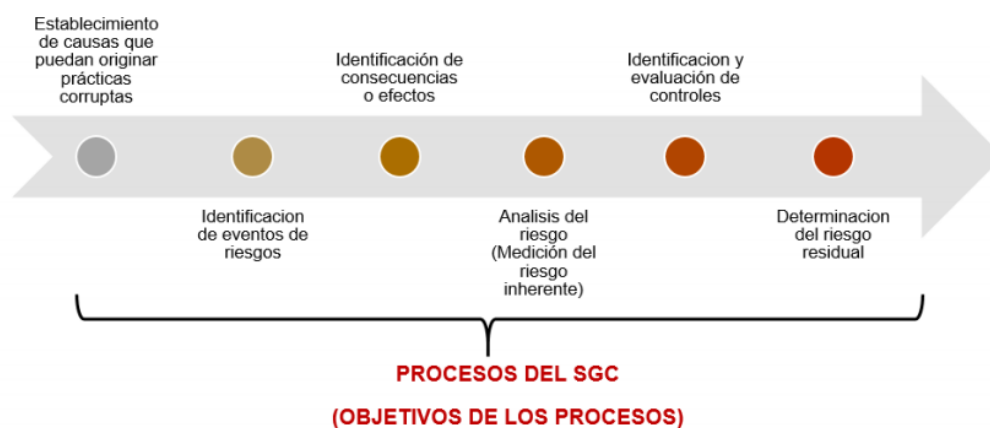 Establecimiento
de causas que
puedan originar
prácticas
corruptas
Identificacion
de eventos de
riesgos
Identificación de
consecuencias
o efectos
Analisis del
riesgo
(Medición del
riesgo
inherente)
Identificacion y
evaluación de
controles
Determinacion
del riesgo
residual
PROCESOS DEL SGC
(OBJETIVOS DE LOS PROCESOS)